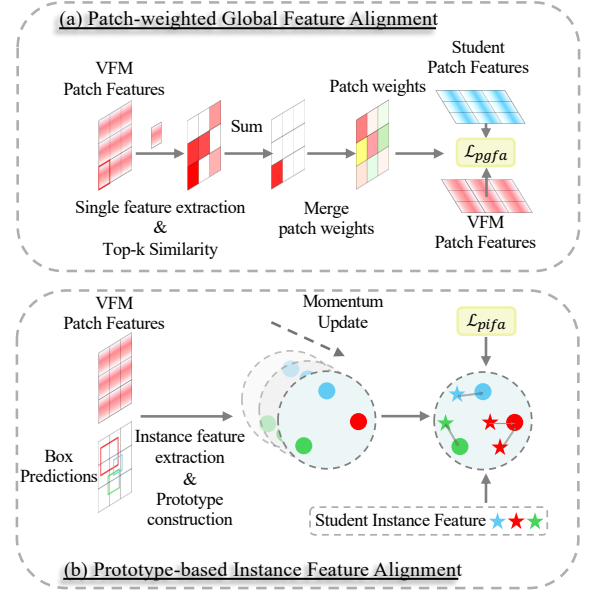 (a) Patch-weighted Global Feature Alignment
VFM
Patch Features
Sum
Patch weights
Student
Patch Features
ℒpgfa
Single feature extraction
&
Top-k Similarity
Merge
patch weights
VFM
Patch Features
VFM
Patch Features
Momentum
Update
ℒpifa
Box
Predictions
Instance feature
extraction
&
Prototype
construction
Student Instance Feature
(b) Prototype-based Instance Feature Alignment